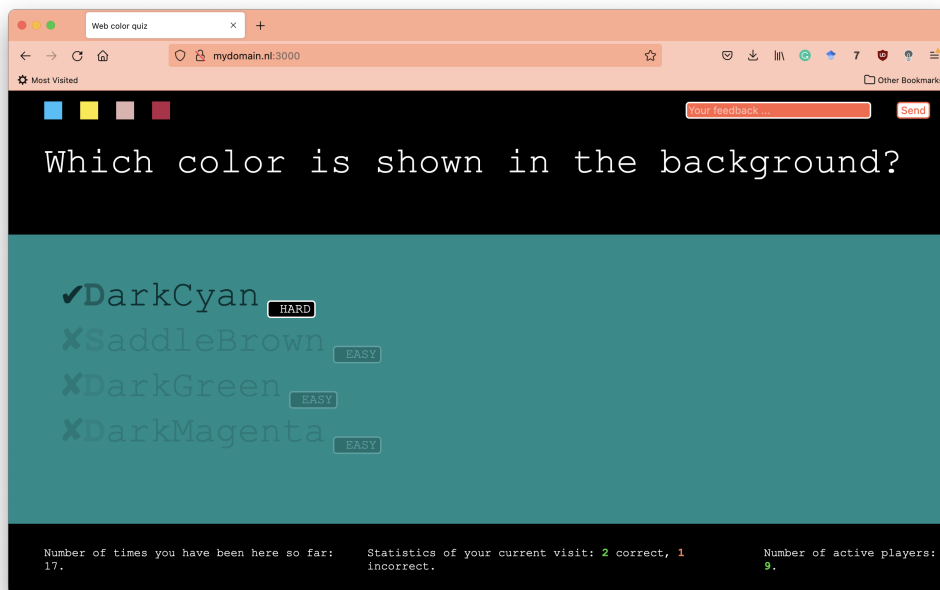 Web color quiz
mydomain.nl:3000
Most Visited
Other Bookmarks
Your feedback ...
Send
Which color is shown in the background?
✔DarkCyan HARD
✘SaddleBrown EASY
✘DarkGreen EASY
✘DarkMagenta EASY
Number of times you have been here so far:
17.
Statistics of your current visit: 2 correct, 1
incorrect.
Number of active players:
9.